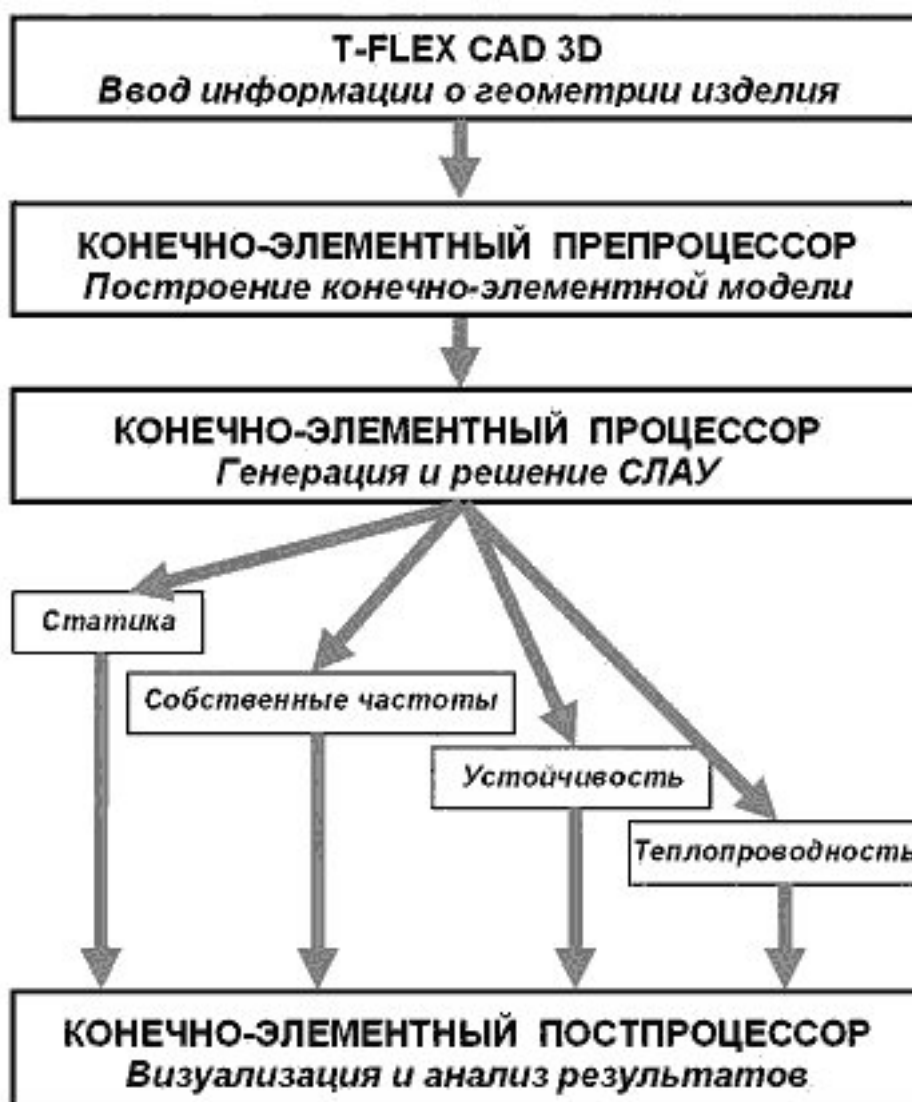 T-FLEX CAD 3D
Ввод информации о геометрии изделия
КОНЕЧНО-ЭЛЕМЕНТНЫЙ ПРЕПРОЦЕССОР
Построение конечно-элементной модели
КОНЕЧНО-ЭЛЕМЕНТНЫЙ ПРОЦЕССОР
Генерация и решение СЛАУ
Статика
Собственные частоты
Устойчивость
Теплопроводность
КОНЕЧНО-ЭЛЕМЕНТНЫЙ ПОСТПРОЦЕССОР
Визуализация и анализ результатов